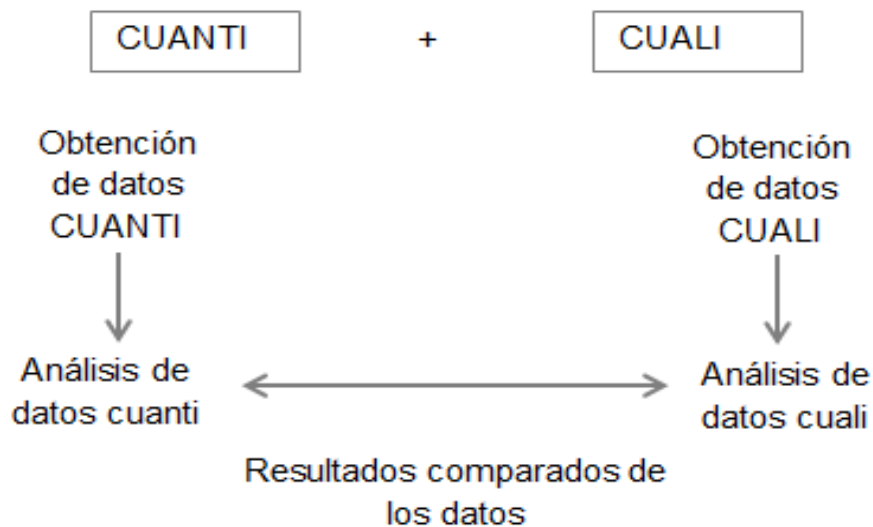 CUANTI + CUALI
Obtención
de datos
CUANTI
Obtención
de datos
CUALI
Análisis de
datos cuanti
Análisis de
datos cuali
Resultados comparados de
los datos